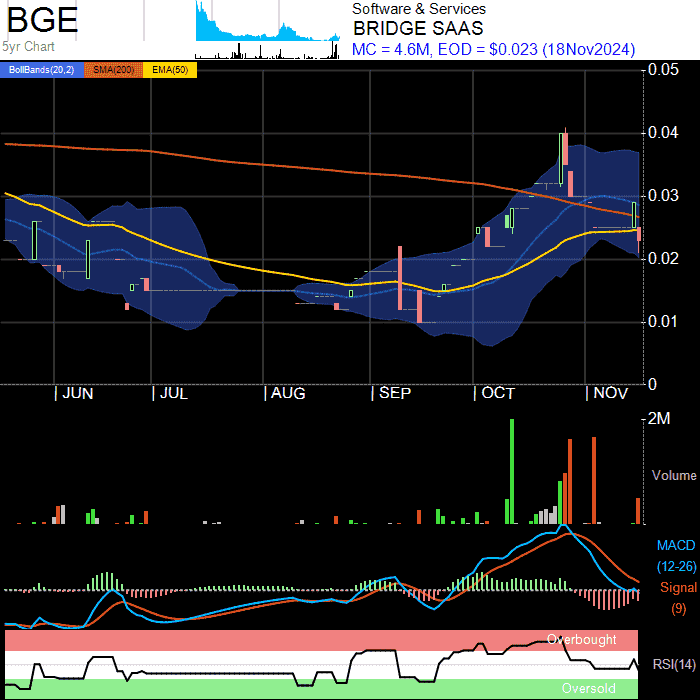 BGE
5yr Chart
Software & Services
BRIDGE SAAS
MC = 4.6M, EOD = $0.023 (18Nov2024)
BollBands(20,2) SMA(200) EMA(50)
0.05
0.04
0.03
0.02
0.01
0
JUN JUL AUG SEP OCT NOV
2M
Volume
MACD
(12-26)
Signal
(9)
Overbought
RSI(14)
Oversold